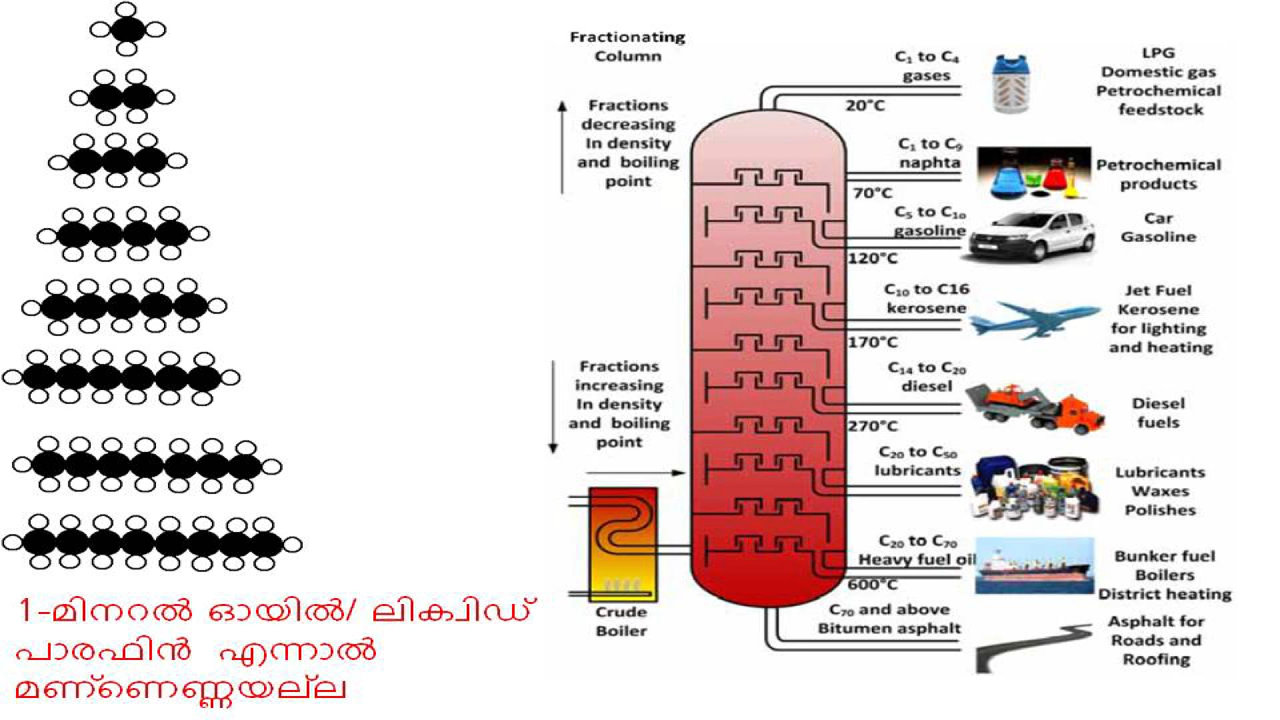 Fractionating
Column
Fractions
decreasing
In density
and boiling
point
Fractions
increasing
In density
and boiling
point
Crude
Boiler
C₁ to C₄
gases
20°C
LPG
Domestic gas
Petrochemical
feedstock
C₁ to C₉
naphta
70°C
Petrochemical
products
C₅ to C₁₀
gasoline
120°C
Car
Gasoline
C₁₀ to C16
kerosene
170°C
Jet Fuel
Kerosene
for lighting
and heating
C₁₄ to C₂₀
diesel
270°C
Diesel
fuels
C₂₀ to C₅₀
lubricants
Lubricants
Waxes
Polishes
C₂₀ to C₇₀
Heavy fuel oil
600°C
Bunker fuel
Boilers
District heating
C₇₀ and above
Bitumen asphalt
Asphalt for
Roads and
Roofing
1-മിനറൽ ഓയിൽ/ ലിക്വിഡ്
പാരഫിൻ എന്നാൽ
മണ്ണെണ്ണയല്ല